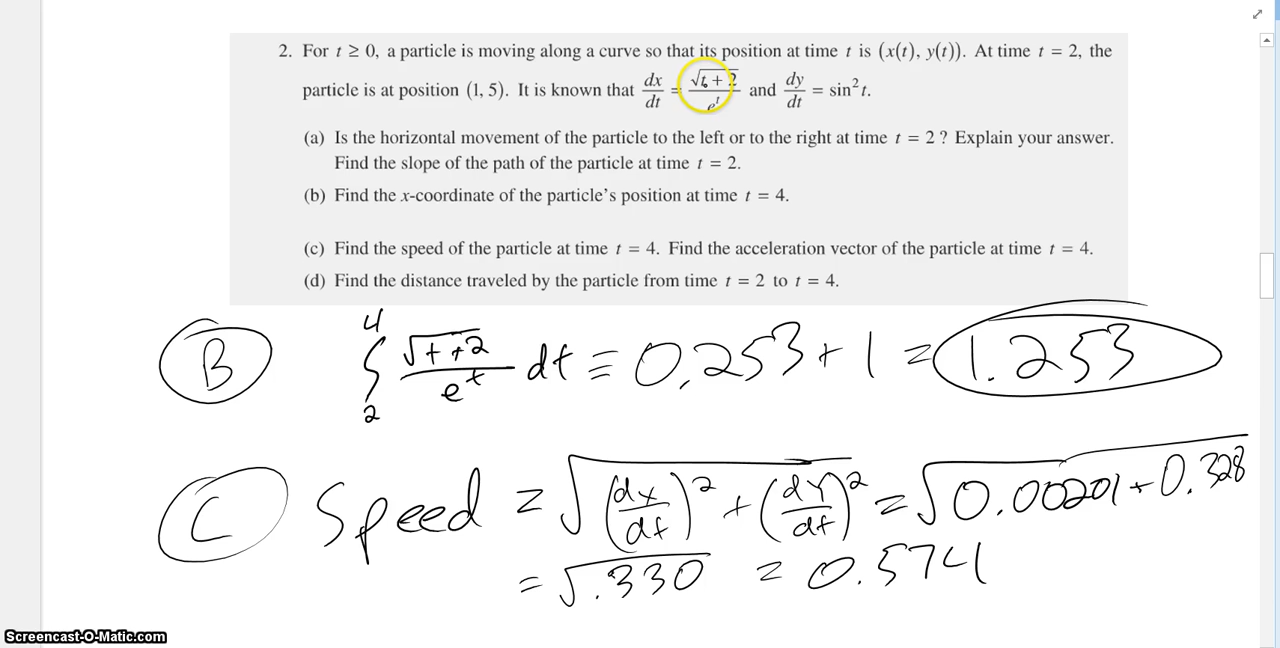 2. For t ≥ 0, a particle is moving along a curve so that its position at time t is (x(t), y(t)). At time t = 2, the
particle is at position (1, 5). It is known that dx/dt = √(t + 2)/e^t and dy/dt = sin² t.
(a) Is the horizontal movement of the particle to the left or to the right at time t = 2 ? Explain your answer.
Find the slope of the path of the particle at time t = 2.
(b) Find the x-coordinate of the particle's position at time t = 4.
(c) Find the speed of the particle at time t = 4. Find the acceleration vector of the particle at time t = 4.
(d) Find the distance traveled by the particle from time t = 2 to t = 4.
B ∫₂⁴ √(t+2)/e^t dt = 0.253 + 1 = 1.253
C Speed = √((dx/dt)² + (dy/dt)²) = √(0.00201 + 0.328)
= √.330 = 0.574
Screencast-O-Matic.com